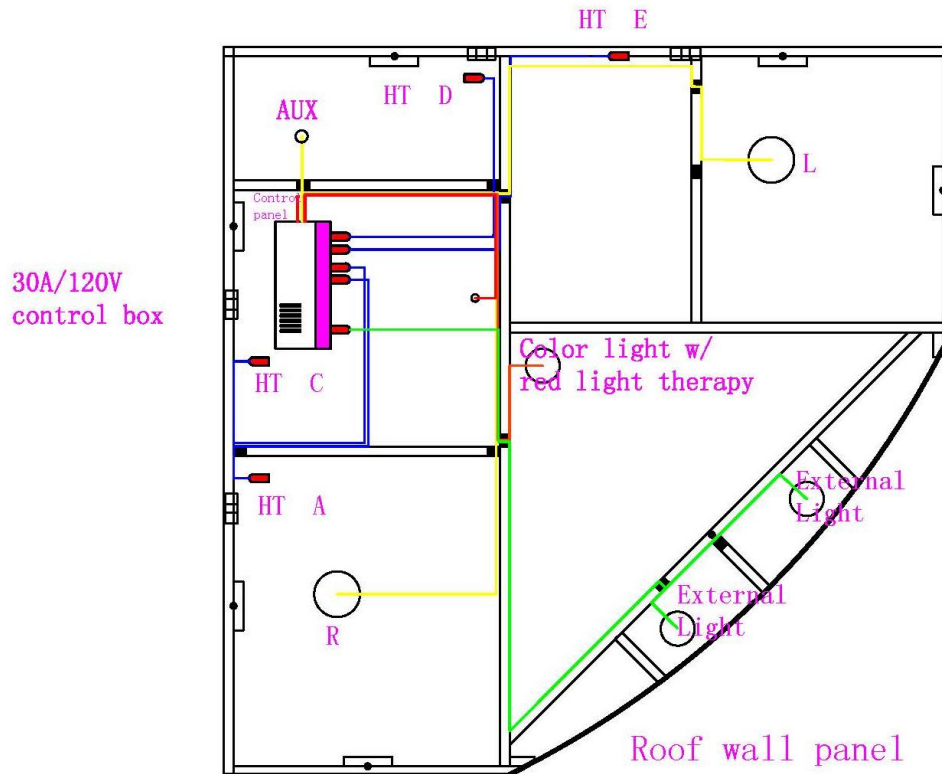 HT E
HT D
AUX
L
Control
panel
30A/120V
control box
Color light w/
red light therapy
HT C
External
Light
HT A
External
Light
R
Roof wall panel